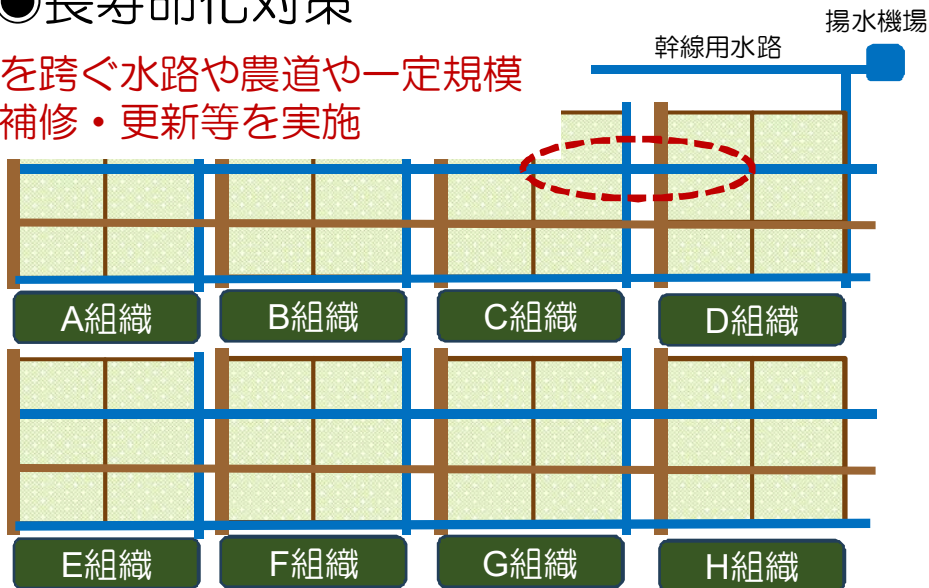 ●長寿命化対策
揚水機場
幹線用水路
を跨ぐ水路や農道や一定規模
補修・更新等を実施
A組織
B組織
C組織
D組織
E組織
F組織
G組織
H組織